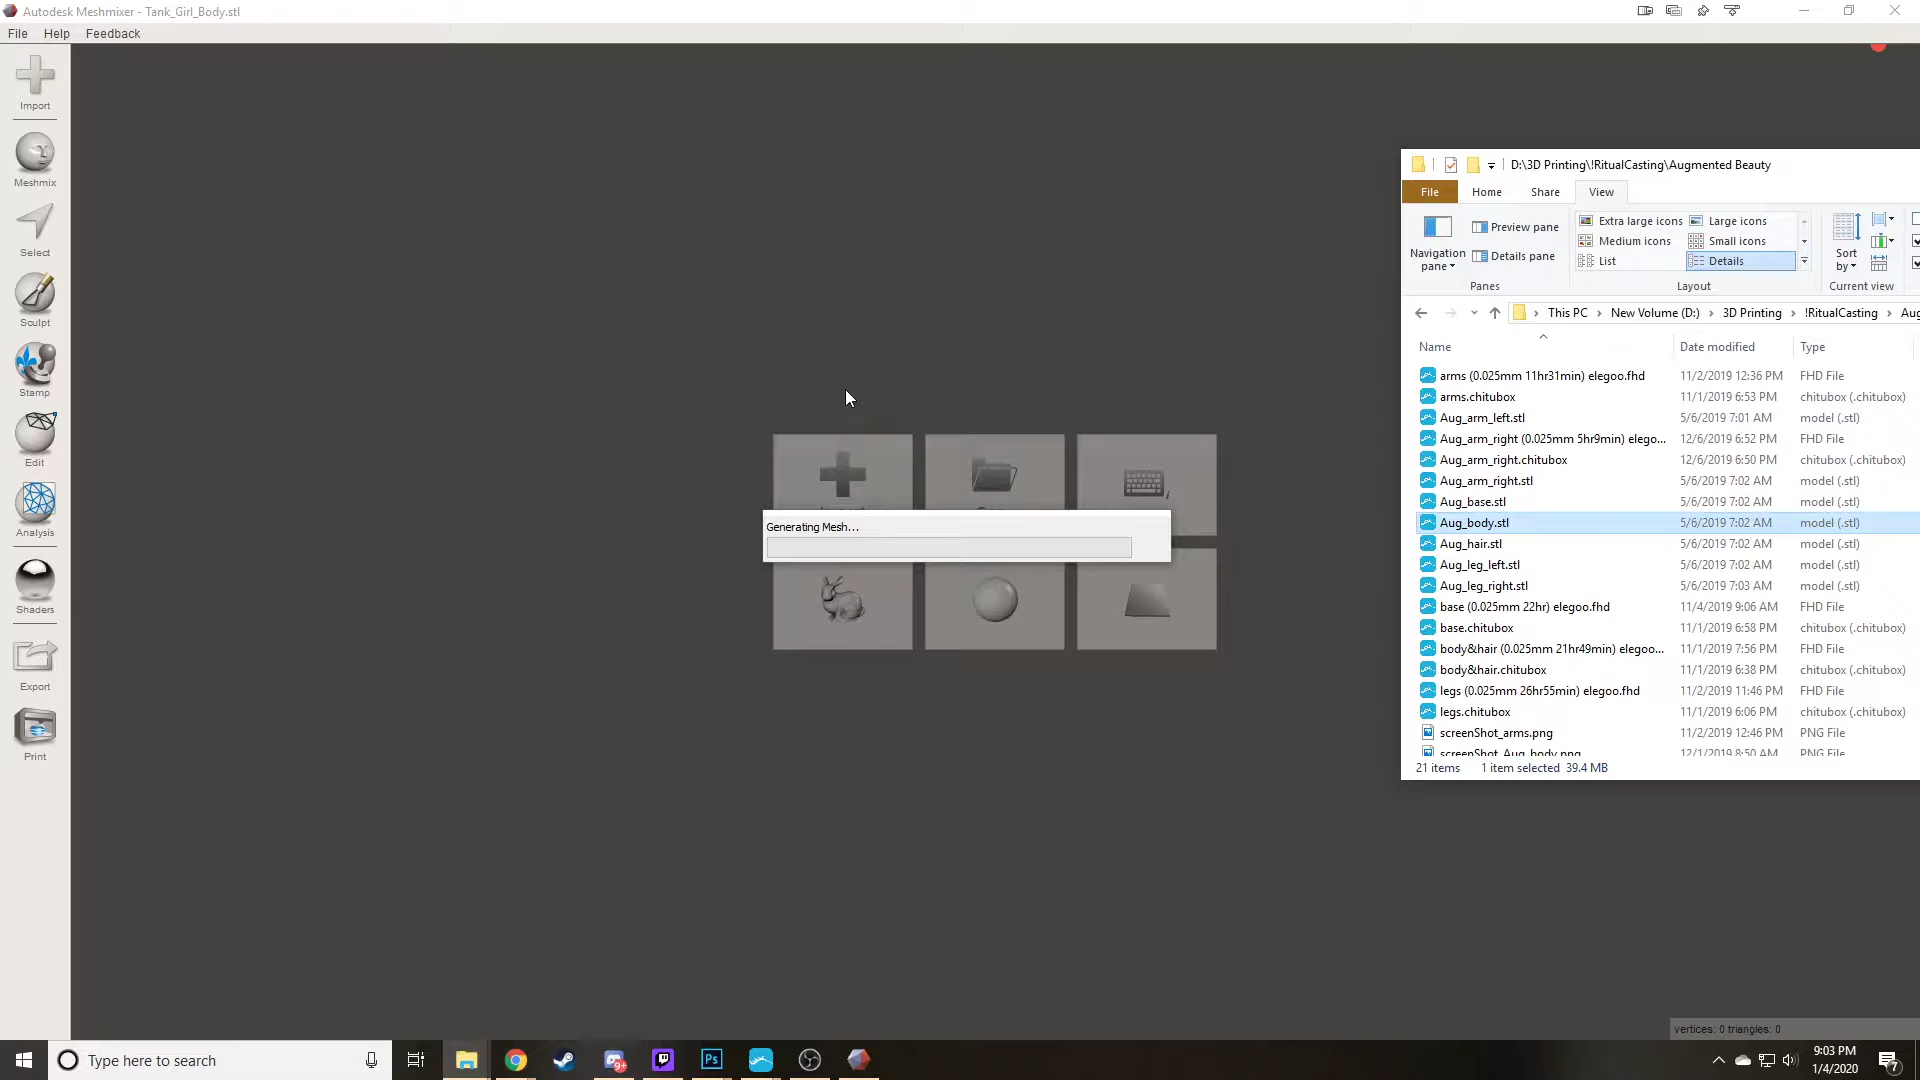 Autodesk Meshmixer - Tank_Girl_Body.stl
File Help Feedback
Import
Meshmix
Select
Sculpt
Stamp
Edit
Analysis
Shaders
Export
Print
Generating Mesh...
D:\3D Printing\!RitualCasting\Augmented Beauty
File Home Share View
Navigation pane
Preview pane
Details pane
Panes
Extra large icons Large icons
Medium icons Small icons
List Details
Layout
Sort by
Current view
This PC > New Volume (D:) > 3D Printing > !RitualCasting > Aug
Name Date modified Type
arms (0.025mm 11hr31min) elegoo.fhd 11/2/2019 12:36 PM FHD File
arms.chitubox 11/1/2019 6:53 PM chitubox (.chitubox)
Aug_arm_left.stl 5/6/2019 7:01 AM model (.stl)
Aug_arm_right (0.025mm 5hr9min) elego... 12/6/2019 6:52 PM FHD File
Aug_arm_right.chitubox 12/6/2019 6:50 PM chitubox (.chitubox)
Aug_arm_right.stl 5/6/2019 7:02 AM model (.stl)
Aug_base.stl 5/6/2019 7:02 AM model (.stl)
Aug_body.stl 5/6/2019 7:02 AM model (.stl)
Aug_hair.stl 5/6/2019 7:02 AM model (.stl)
Aug_leg_left.stl 5/6/2019 7:02 AM model (.stl)
Aug_leg_right.stl 5/6/2019 7:03 AM model (.stl)
base (0.025mm 22hr) elegoo.fhd 11/4/2019 9:06 AM FHD File
base.chitubox 11/1/2019 6:58 PM chitubox (.chitubox)
body&hair (0.025mm 21hr49min) elegoo... 11/1/2019 7:56 PM FHD File
body&hair.chitubox 11/1/2019 6:38 PM chitubox (.chitubox)
legs (0.025mm 26hr55min) elegoo.fhd 11/2/2019 11:46 PM FHD File
legs.chitubox 11/1/2019 6:06 PM chitubox (.chitubox)
screenShot_arms.png 11/2/2019 12:46 PM PNG File
screenShot_Aug_body.png 12/1/2019 8:50 AM PNG File
21 items 1 item selected 39.4 MB
vertices: 0 triangles: 0
Type here to search
9+
Ps
9:03 PM
1/4/2020
7